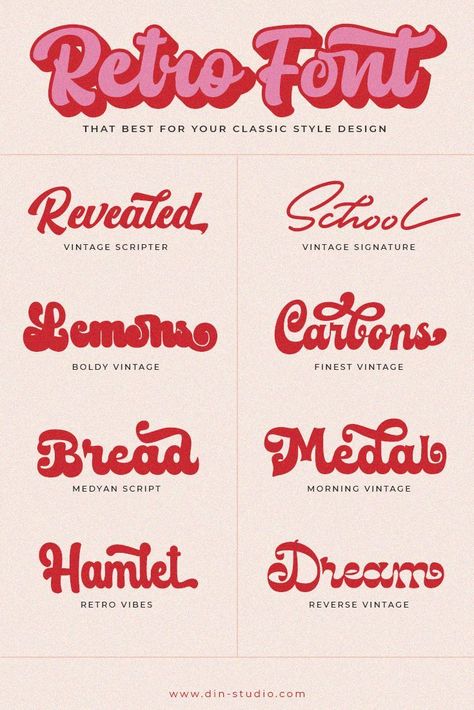 Retro Font
THAT BEST FOR YOUR CLASSIC STYLE DESIGN
Revealed
VINTAGE SCRIPTER
School
VINTAGE SIGNATURE
Lemons
BOLDY VINTAGE
Carbons
FINEST VINTAGE
Bread
MEDYAN SCRIPT
Medal
MORNING VINTAGE
Hamlet
RETRO VIBES
Dream
REVERSE VINTAGE
www.din-studio.com